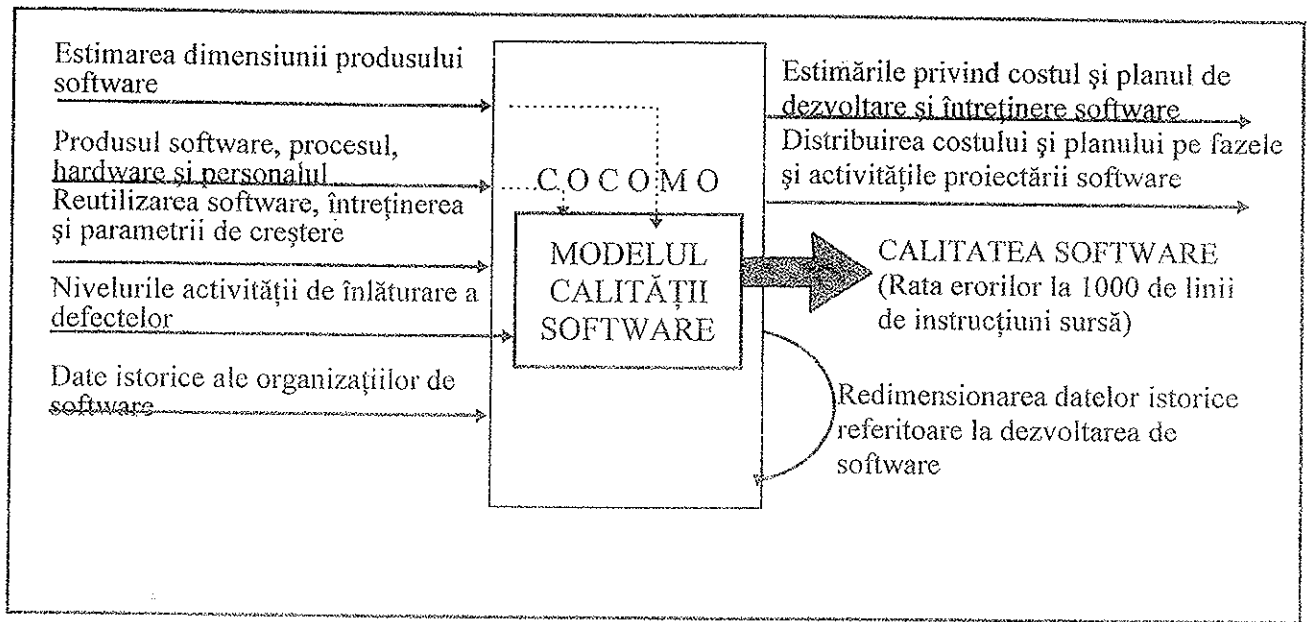 Estimarea dimensiunii produsului
software
Produsul software, procesul,
hardware și personalul
Reutilizarea software, întreținerea
și parametrii de creștere
Nivelurile activității de înlăturare a
defectelor
Date istorice ale organizațiilor de
software
C O C O M O
MODELUL
CALITĂȚII
SOFTWARE
Estimările privind costul și planul de
dezvoltare și întreținere software
Distribuirea costului și planului pe fazele
și activitățile proiectării software
CALITATEA SOFTWARE
(Rata erorilor la 1000 de linii
de instrucțiuni sursă)
Redimensionarea datelor istorice
referitoare la dezvoltarea de
software